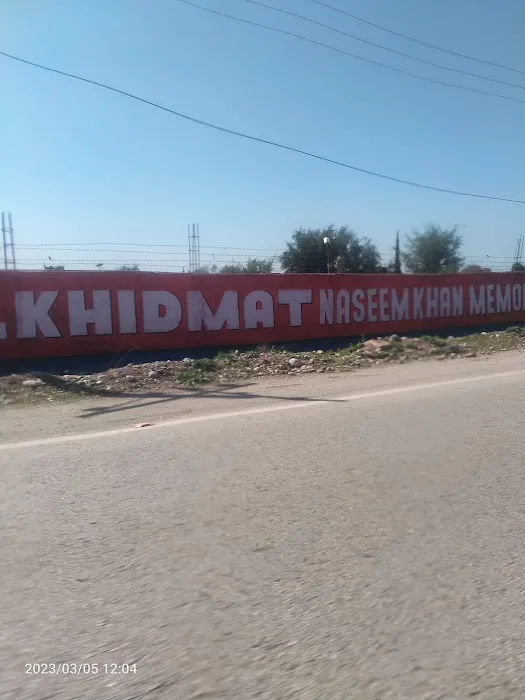 .KHIDMAT NASEEM KHAN MEMO
2023/03/05 12:04